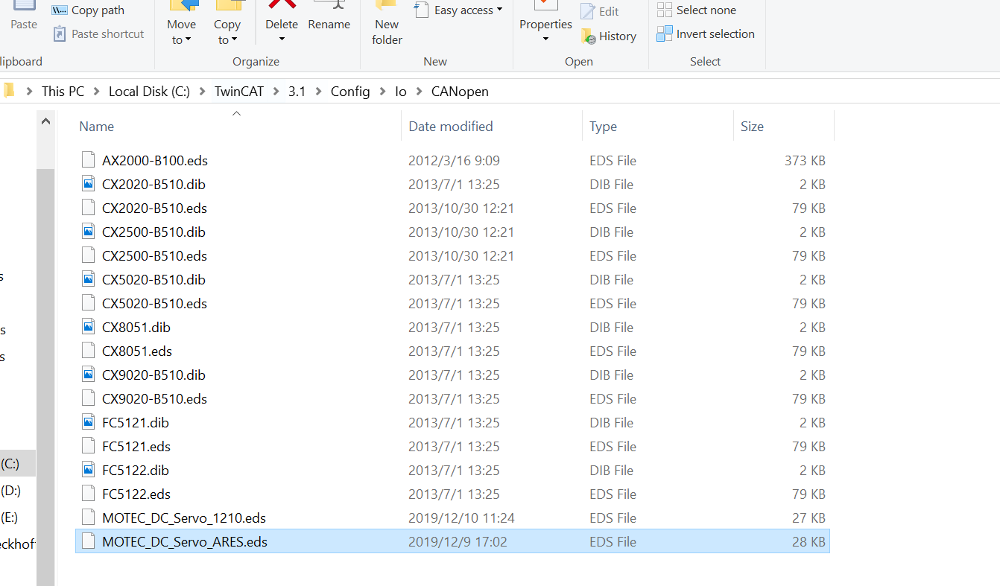 Copy path
Easy access
Edit
Select none
Paste
Paste shortcut
Move to
Copy to
Delete
Rename
New folder
Properties
History
Invert selection
lipboard
Organize
New
Open
Select
This PC > Local Disk (C:) > TwinCAT > 3.1 > Config > Io > CANopen
Name Date modified Type Size
AX2000-B100.eds 2012/3/16 9:09 EDS File 373 KB
CX2020-B510.dib 2013/7/1 13:25 DIB File 2 KB
CX2020-B510.eds 2013/10/30 12:21 EDS File 79 KB
CX2500-B510.dib 2013/10/30 12:21 DIB File 2 KB
CX2500-B510.eds 2013/10/30 12:21 EDS File 79 KB
CX5020-B510.dib 2013/7/1 13:25 DIB File 2 KB
CX5020-B510.eds 2013/7/1 13:25 EDS File 79 KB
CX8051.dib 2013/7/1 13:25 DIB File 2 KB
CX8051.eds 2013/7/1 13:25 EDS File 79 KB
CX9020-B510.dib 2013/7/1 13:25 DIB File 2 KB
CX9020-B510.eds 2013/7/1 13:25 EDS File 79 KB
FC5121.dib 2013/7/1 13:25 DIB File 2 KB
FC5121.eds 2013/7/1 13:25 EDS File 79 KB
FC5122.dib 2013/7/1 13:25 DIB File 2 KB
FC5122.eds 2013/7/1 13:25 EDS File 79 KB
MOTEC_DC_Servo_1210.eds 2019/12/10 11:24 EDS File 27 KB
MOTEC_DC_Servo_ARES.eds 2019/12/9 17:02 EDS File 28 KB
s
s
s
(C:)
(D:)
(E:)
eckhof